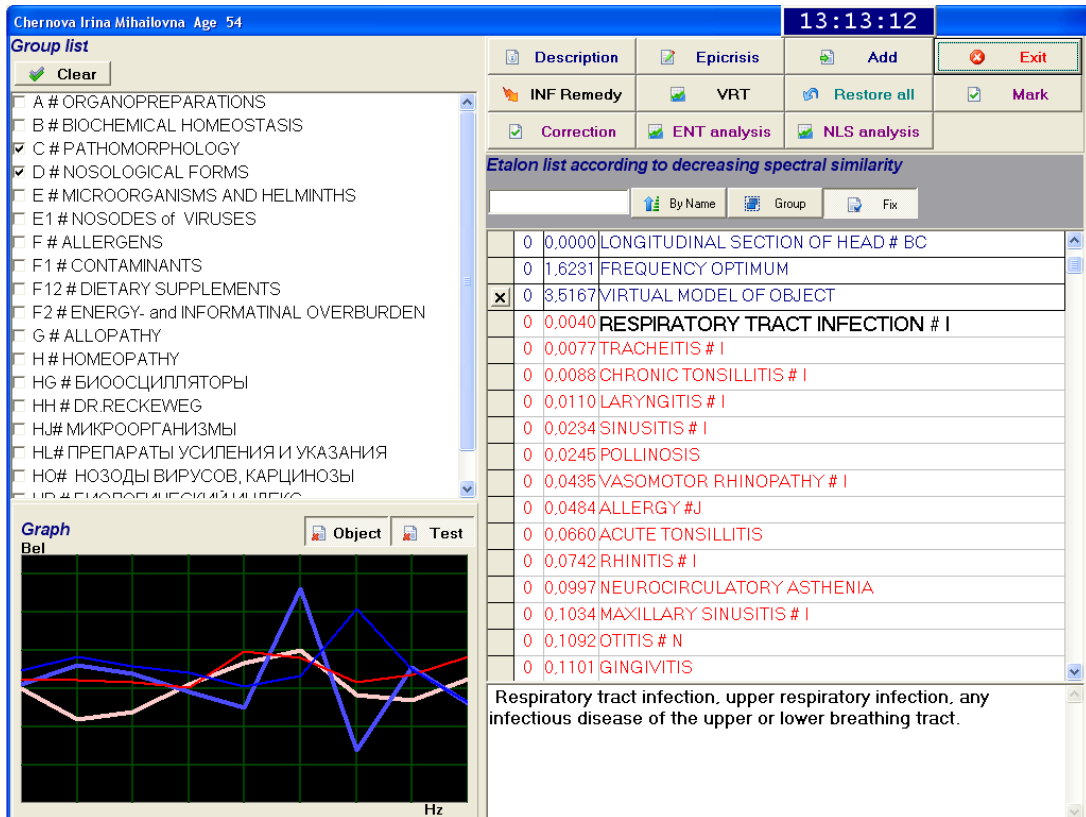 Chernova Irina Mihailovna Age 54
13:13:12
Group list
Clear
A # ORGANOPREPARATIONS
B # BIOCHEMICAL HOMEOSTASIS
C # PATHOMORPHOLOGY
D # NOSOLOGICAL FORMS
E # MICROORGANISMS AND HELMINTHS
E1 # NOSODES of VIRUSES
F # ALLERGENS
F1 # CONTAMINANTS
F12 # DIETARY SUPPLEMENTS
F2 # ENERGY- and INFORMATINAL OVERBURDEN
G # ALLOPATHY
H # HOMEOPATHY
HG # БИООСЦИЛЛЯТОРЫ
HH # DR.RECKEWEG
HJ# МИКРООРГАНИЗМЫ
HL# ПРЕПАРАТЫ УСИЛЕНИЯ И УКАЗАНИЯ
HO# НОЗОДЫ ВИРУСОВ, КАРЦИНОЗЫ
Graph
Object
Test
Bel
Hz
Description
Epicrisis
Add
Exit
INF Remedy
VRT
Restore all
Mark
Correction
ENT analysis
NLS analysis
Etalon list according to decreasing spectral similarity
By Name
Group
Fix
0 0,0000 LONGITUDINAL SECTION OF HEAD # BC
0 1,6231 FREQUENCY OPTIMUM
0 3,5167 VIRTUAL MODEL OF OBJECT
0 0,0040 RESPIRATORY TRACT INFECTION # I
0 0,0077 TRACHEITIS # I
0 0,0088 CHRONIC TONSILLITIS # I
0 0,0110 LARYNGITIS # I
0 0,0234 SINUSITIS # I
0 0,0245 POLLINOSIS
0 0,0435 VASOMOTOR RHINOPATHY # I
0 0,0484 ALLERGY #J
0 0,0660 ACUTE TONSILLITIS
0 0,0742 RHINITIS # I
0 0,0997 NEUROCIRCULATORY ASTHENIA
0 0,1034 MAXILLARY SINUSITIS # I
0 0,1092 OTITIS # N
0 0,1101 GINGIVITIS
Respiratory tract infection, upper respiratory infection, any
infectious disease of the upper or lower breathing tract.